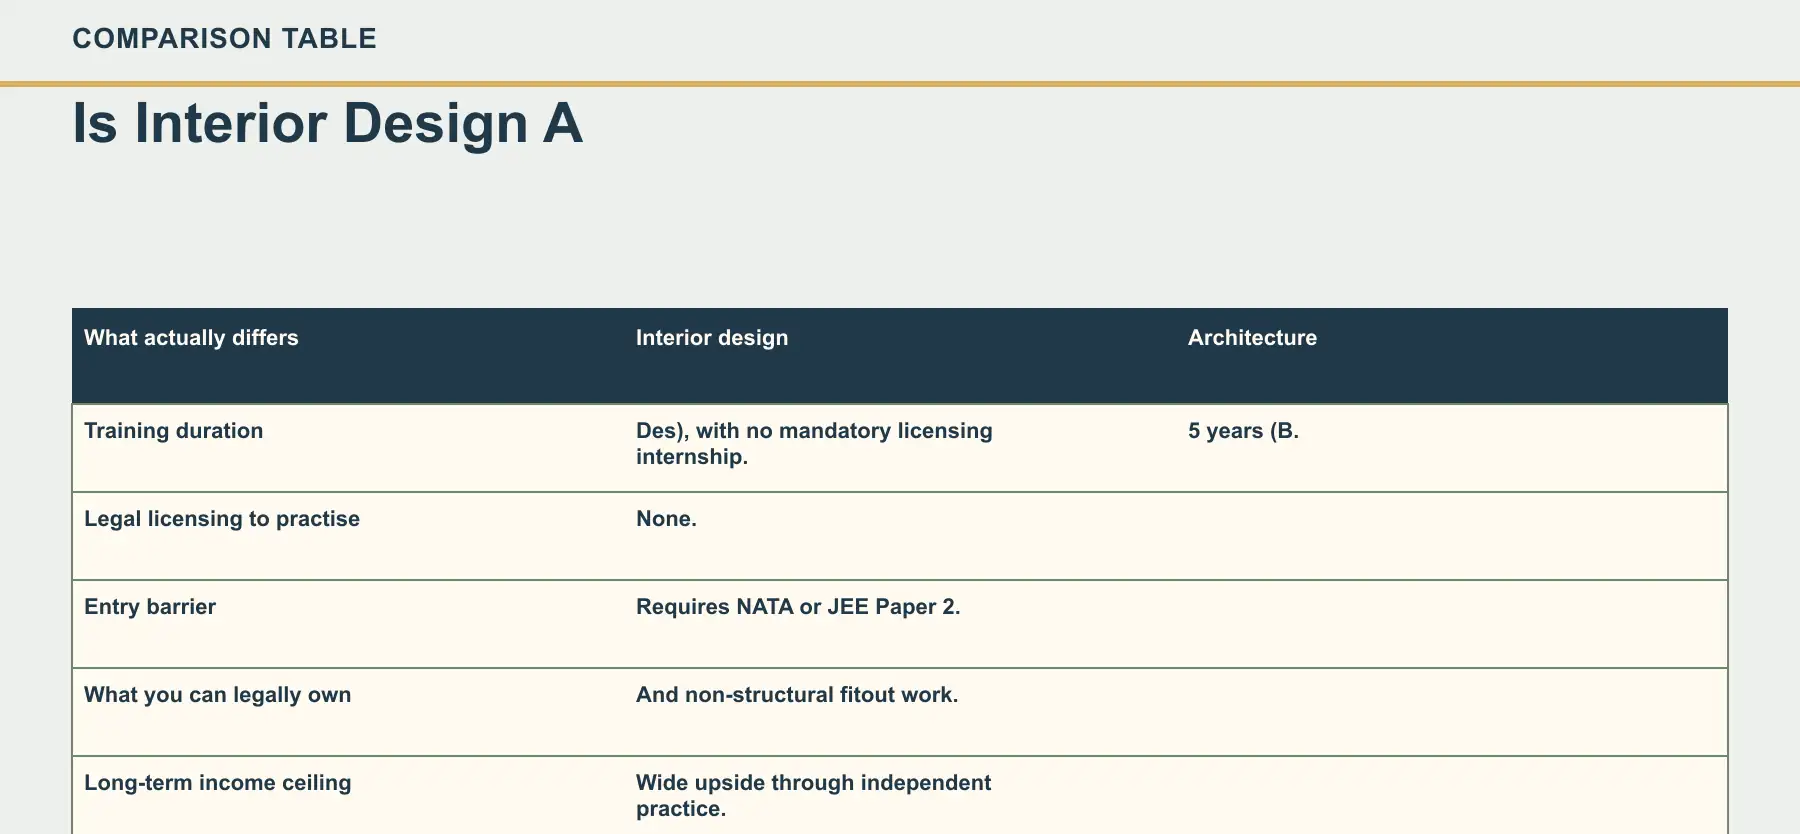 COMPARISON TABLE
Is Interior Design A
What actually differs
Interior design
Architecture
Training duration
Des), with no mandatory licensing
internship.
5 years (B.
Legal licensing to practise
None.
Entry barrier
Requires NATA or JEE Paper 2.
What you can legally own
And non-structural fitout work.
Long-term income ceiling
Wide upside through independent
practice.